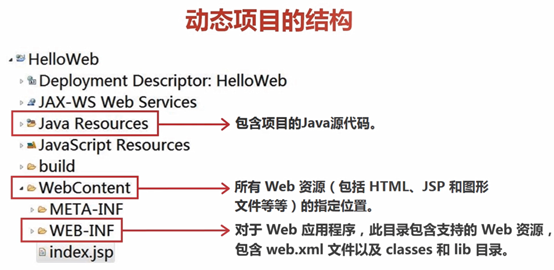 动态项目的结构
HelloWeb
Deployment Descriptor: HelloWeb
JAX-WS Web Services
Java Resources
包含项目的Java源代码。
JavaScript Resources
build
WebContent
所有 Web 资源（包括 HTML、JSP 和图形
文件等等）的指定位置。
META-INF
WEB-INF
对于 Web 应用程序，此目录包含支持的 Web 资源，
包含 web.xml 文件以及 classes 和 lib 目录。
index.jsp